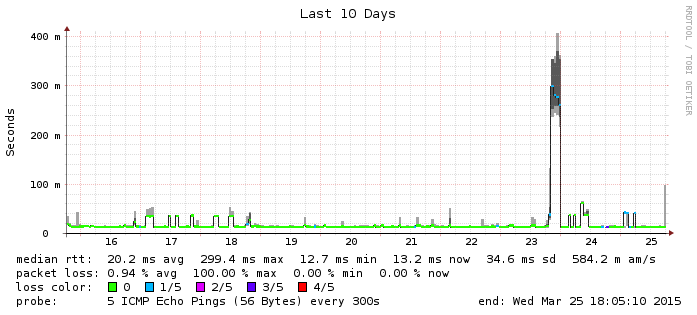 Last 10 Days
RRDTOOL / TOBI OETIKER
Seconds
400 m
300 m
200 m
100 m
0
16 17 18 19 20 21 22 23 24 25
median rtt: 20.2 ms avg 299.4 ms max 12.7 ms min 13.2 ms now 34.6 ms sd 584.2 m am/s
packet loss: 0.94 % avg 100.00 % max 0.00 % min 0.00 % now
loss color: 0 1/5 2/5 3/5 4/5
probe: 5 ICMP Echo Pings (56 Bytes) every 300s end: Wed Mar 25 18:05:10 2015